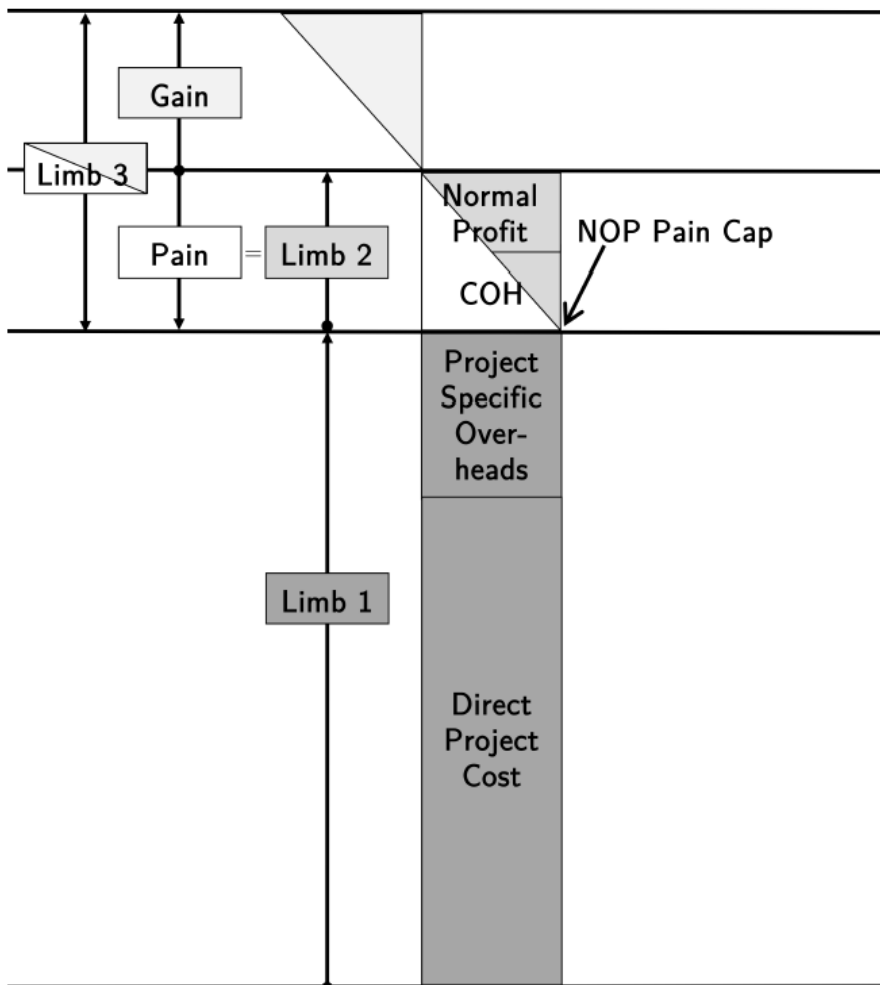 Gain
Limb 3
Normal
Profit
NOP Pain Cap
Pain
=
Limb 2
COH
Project
Specific
Over-
heads
Limb 1
Direct
Project
Cost